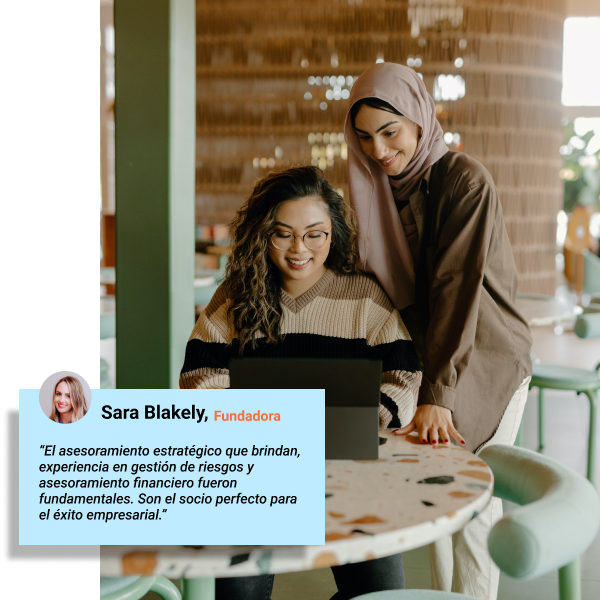 Sara Blakely, Fundadora
“El asesoramiento estratégico que brindan,
experiencia en gestión de riesgos y
asesoramiento financiero fueron
fundamentales. Son el socio perfecto para
el éxito empresarial.”